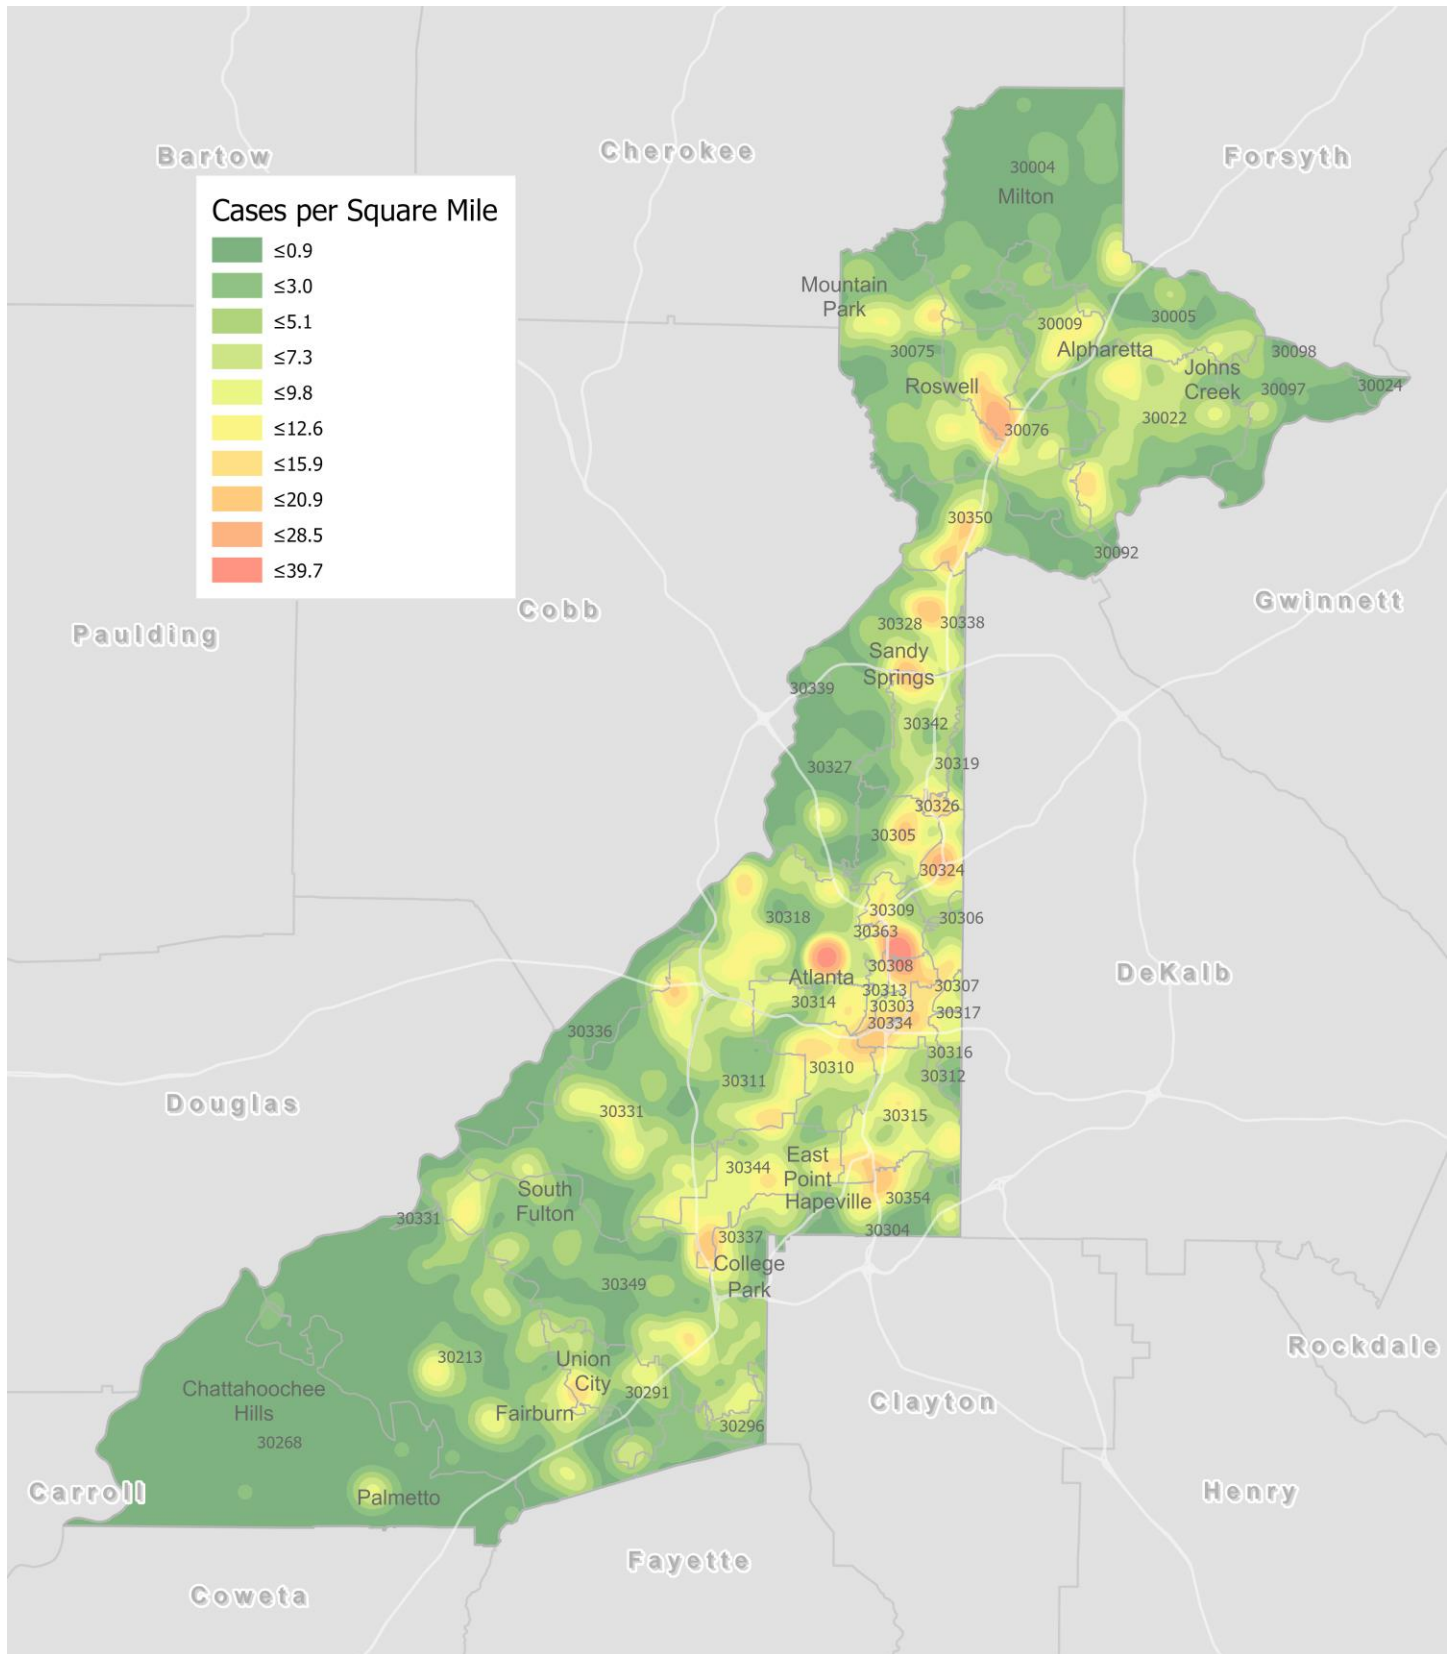 Bartow
Cherokee
Forsyth
Cases per Square Mile
≤0.9
≤3.0
≤5.1
≤7.3
≤9.8
≤12.6
≤15.9
≤20.9
≤28.5
≤39.7
30004
Milton
Mountain
Park
30009
30005
30075
Alpharetta
30098
Roswell
Johns
Creek
30097
30024
30022
30076
30350
30092
Cobb
Gwinnett
Paulding
30328
30338
Sandy
Springs
30339
30342
30327
30319
30326
30305
30324
30318
30309
30306
30363
30308
DeKalb
Atlanta
30314
30313
30307
30303
30317
30334
30336
30316
30310
30312
30311
Douglas
30331
30315
East
Point
30344
South
Fulton
Hapeville
30354
30331
30304
30337
College
Park
30349
Rockdale
30213
Union
City
30291
Chattahoochee
Hills
Clayton
Fairburn
30296
30268
Carroll
Palmetto
Henry
Fayette
Coweta